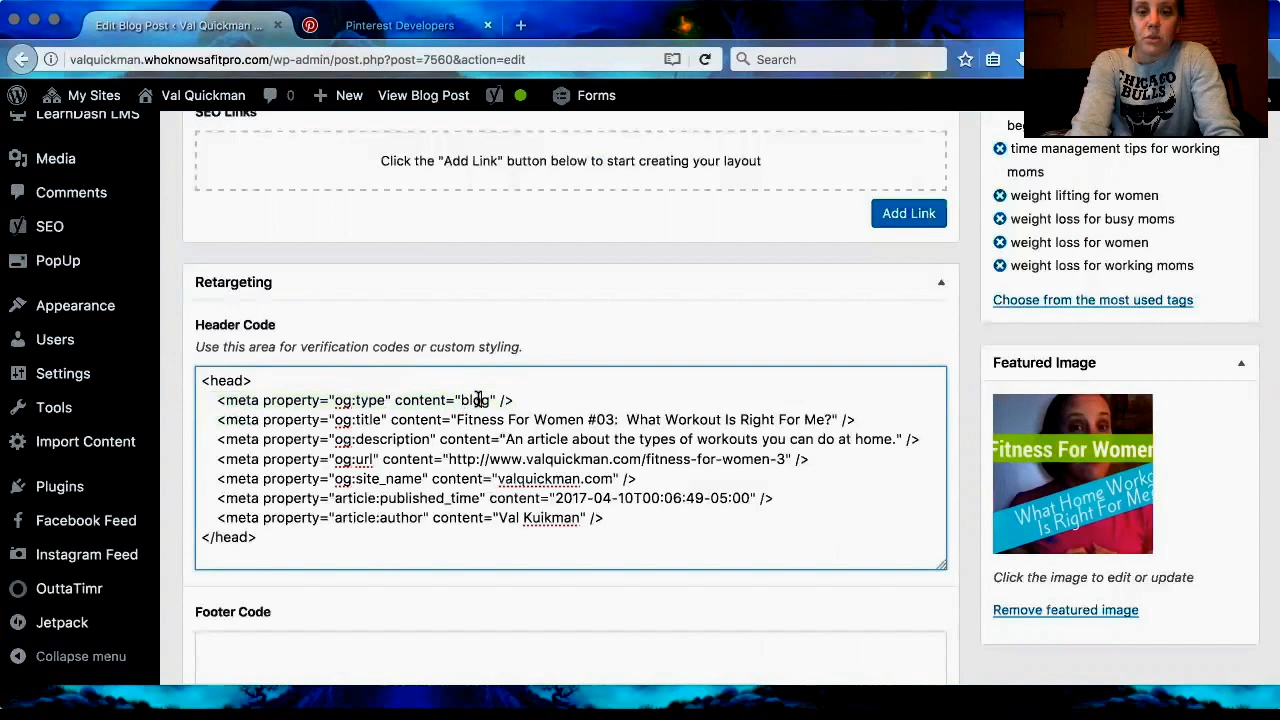 Edit Blog Post ‹ Val Quickman ...
Pinterest Developers
valquickman.whoknowsafitpro.com/wp-admin/post.php?post=7560&action=edit
Search
My Sites
Val Quickman
0
New
View Blog Post
Forms
CHICAGO
BULLS
LearnDash LMS
Media
Comments
SEO
PopUp
Appearance
Users
Settings
Tools
Import Content
Plugins
Facebook Feed
Instagram Feed
OuttaTimr
Jetpack
Collapse menu
SEO Links
Click the "Add Link" button below to start creating your layout
Add Link
Retargeting
Header Code
Use this area for verification codes or custom styling.
<head>
<meta property="og:type" content="blog" />
<meta property="og:title" content="Fitness For Women #03:  What Workout Is Right For Me?" />
<meta property="og:description" content="An article about the types of workouts you can do at home." />
<meta property="og:url" content="http://www.valquickman.com/fitness-for-women-3" />
<meta property="og:site_name" content="valquickman.com" />
<meta property="article:published_time" content="2017-04-10T00:06:49-05:00" />
<meta property="article:author" content="Val Kuikman" />
</head>
Footer Code
time management tips for working
moms
weight lifting for women
weight loss for busy moms
weight loss for women
weight loss for working moms
Choose from the most used tags
Featured Image
Fitness For Women
What Home Worko
Is Right For Me?
Click the image to edit or update
Remove featured image